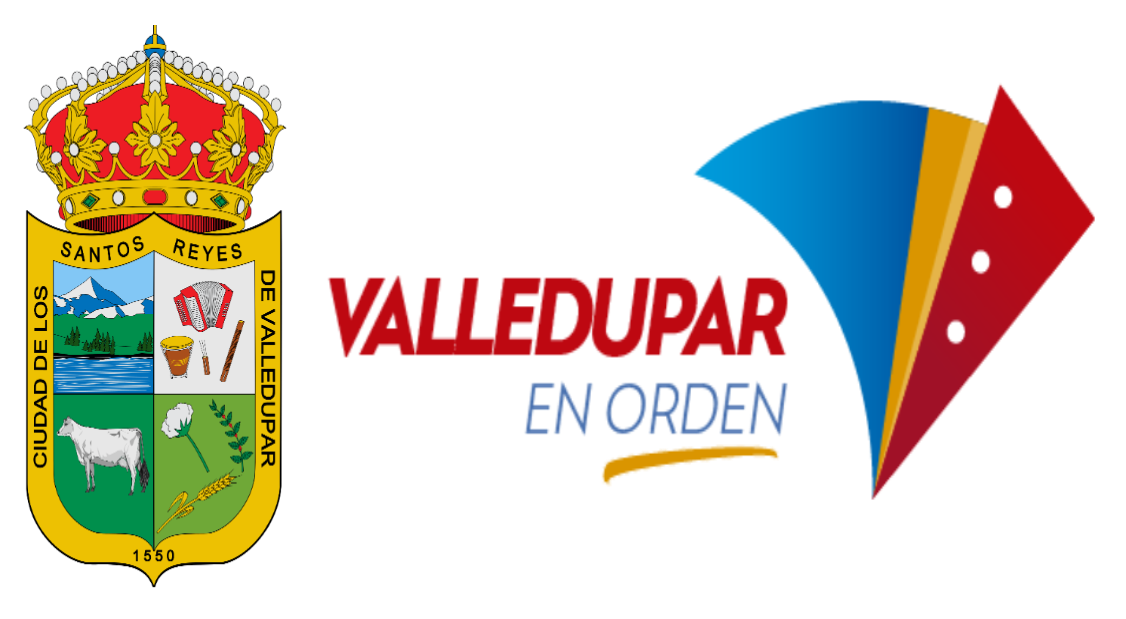 SANTOS REYES
CIUDAD DE LOS
DE VALLEDUPAR
1550
VALLEDUPAR
EN ORDEN